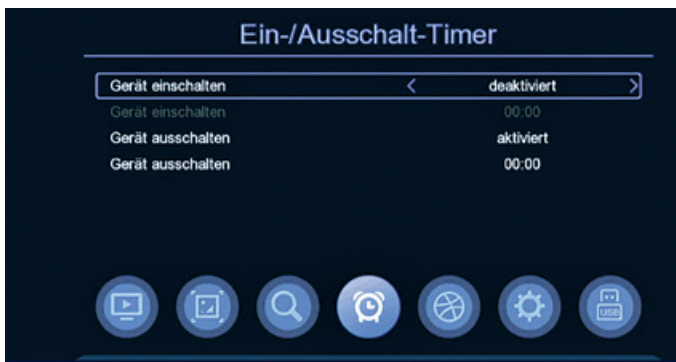 Ein-/Ausschalt-Timer
Gerät einschalten < deaktiviert >
Gerät einschalten 00:00
Gerät ausschalten aktiviert
Gerät ausschalten 00:00
USB